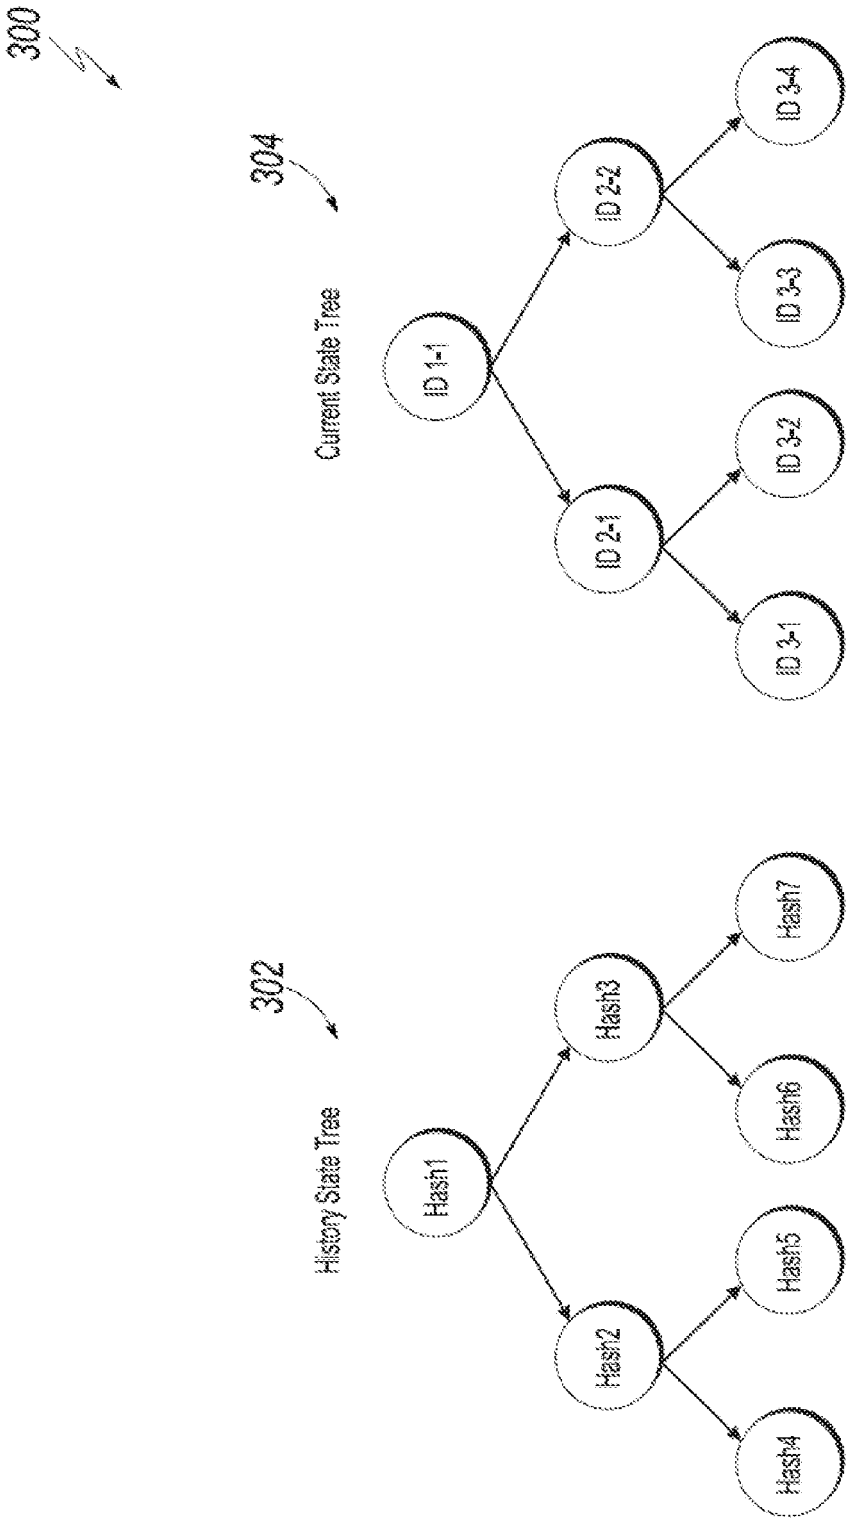 300
302
304
History State Tree
Current State Tree
Hash1
ID 1-1
Hash2
Hash3
ID 2-1
ID 2-2
Hash4
Hash5
Hash6
Hash7
ID 3-1
ID 3-2
ID 3-3
ID 3-4